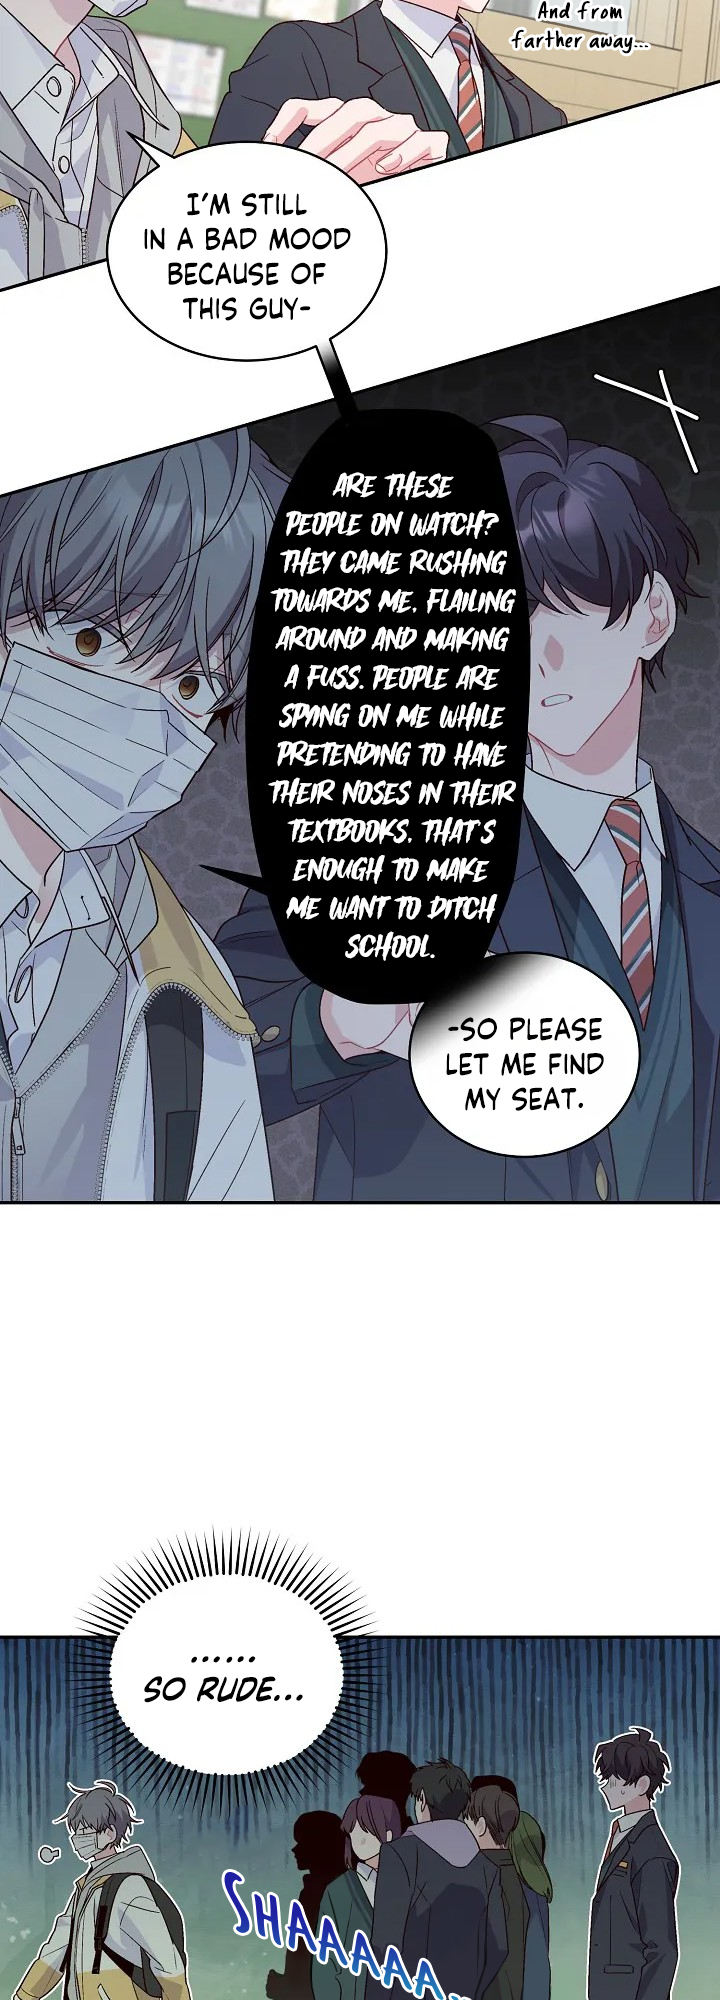 And from
farther away...
I'M STILL
IN A BAD MOOD
BECAUSE OF
THIS GUY-
ARE THESE
PEOPLE ON WATCH?
THEY CAME RUSHING
TOWARDS ME, FLAILING
AROUND AND MAKING
A FUSS. PEOPLE ARE
SPYING ON ME WHILE
PRETENDING TO HAVE
THEIR NOSES IN THEIR
TEXTBOOKS. THAT'S
ENOUGH TO MAKE
ME WANT TO DITCH
SCHOOL.
-SO PLEASE
LET ME FIND
MY SEAT.
......
SO RUDE...
SHAAAAA..